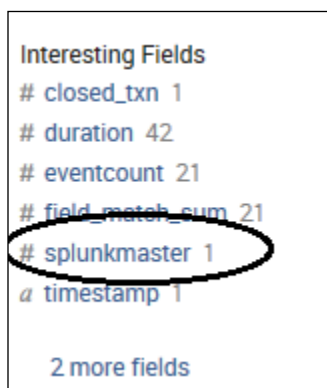 Interesting Fields
# closed_txn 1
# duration 42
# eventcount 21
# field_match_sum 21
# splunkmaster 1
a timestamp 1
2 more fields